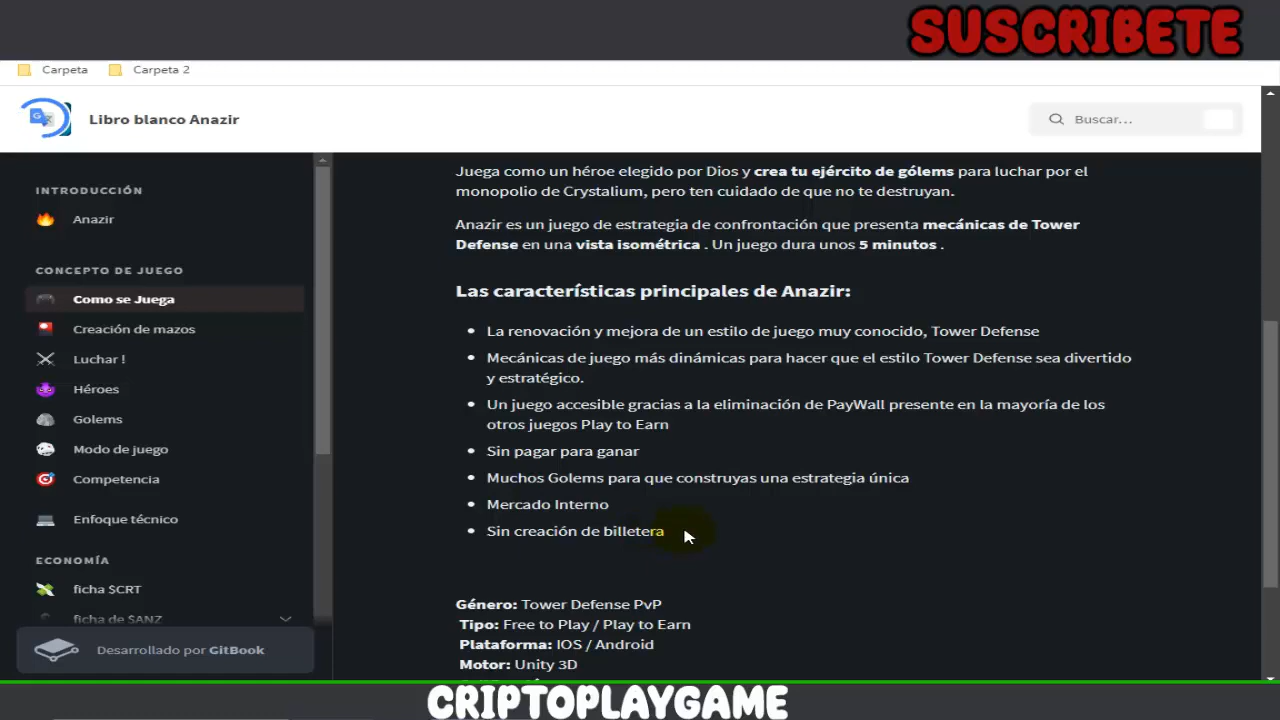 SUSCRIBETE
Carpeta
Carpeta 2
Libro blanco Anazir
Buscar...
INTRODUCCIÓN
Anazir
CONCEPTO DE JUEGO
Como se Juega
Creación de mazos
Luchar !
Héroes
Golems
Modo de juego
Competencia
Enfoque técnico
ECONOMÍA
ficha $CRT
ficha de $ANZ
Desarrollado por GitBook
Juega como un héroe elegido por Dios y crea tu ejército de gólems para luchar por el
monopolio de Crystalium, pero ten cuidado de que no te destruyan.
Anazir es un juego de estrategia de confrontación que presenta mecánicas de Tower
Defense en una vista isométrica . Un juego dura unos 5 minutos .
Las características principales de Anazir:
La renovación y mejora de un estilo de juego muy conocido, Tower Defense
Mecánicas de juego más dinámicas para hacer que el estilo Tower Defense sea divertido
y estratégico.
Un juego accesible gracias a la eliminación de PayWall presente en la mayoría de los
otros juegos Play to Earn
Sin pagar para ganar
Muchos Golems para que construyas una estrategia única
Mercado Interno
Sin creación de billetera
Género: Tower Defense PvP
Tipo: Free to Play / Play to Earn
Plataforma: IOS / Android
Motor: Unity 3D
CRIPTOPLAYGAME